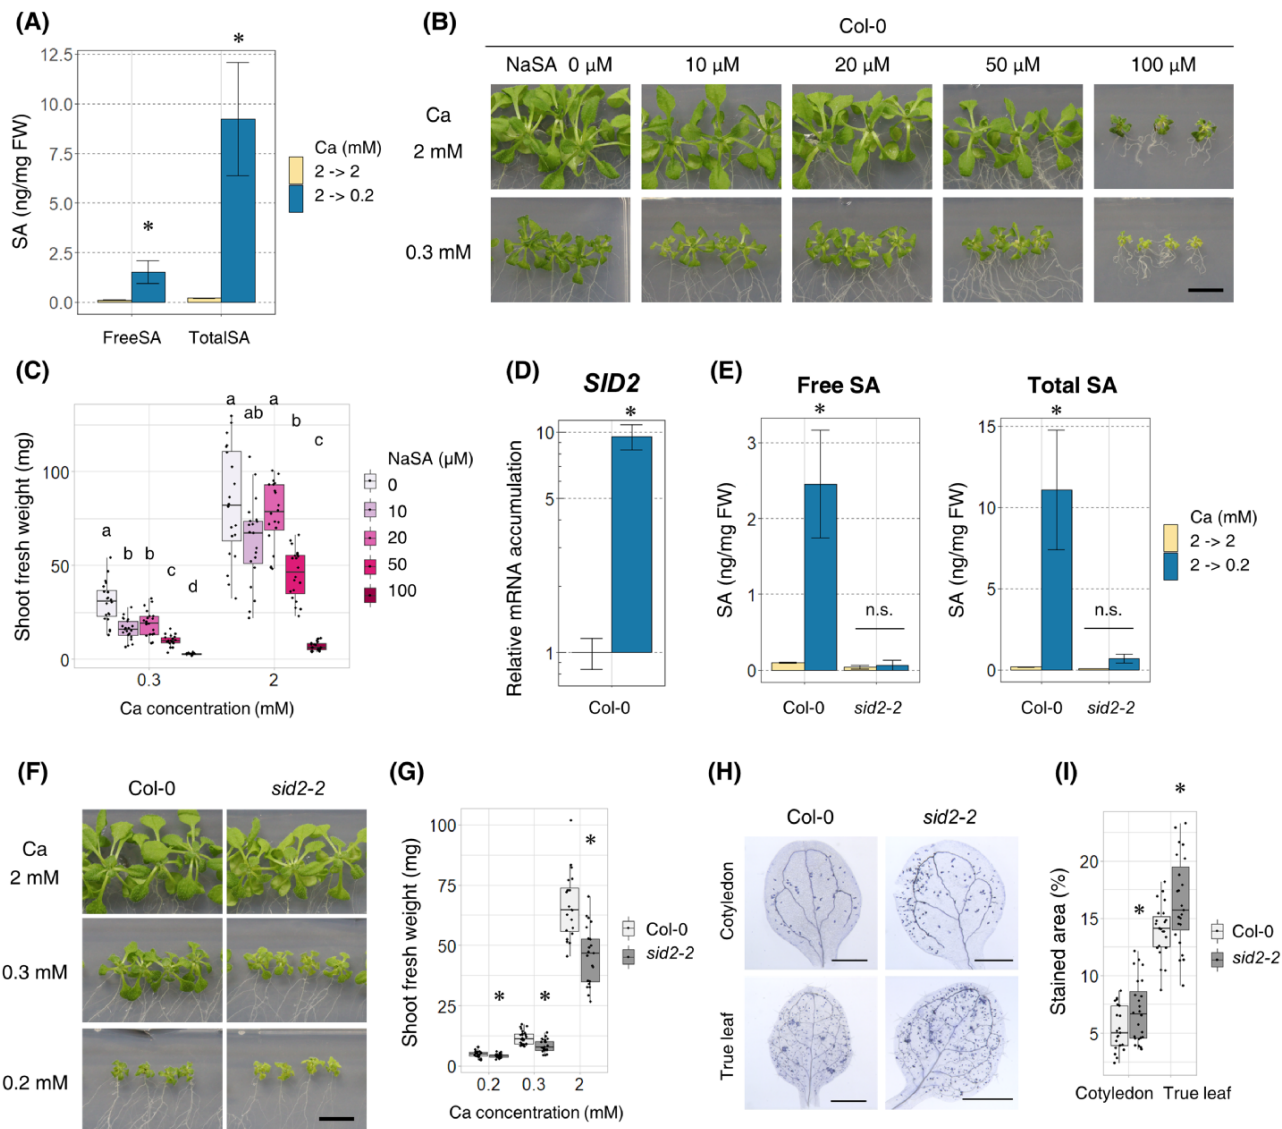 (A)
12.5
10.0
7.5
5.0
2.5
0.0
SA (ng/mg FW)
*
*
FreeSA TotalSA
Ca (mM)
2 -> 2
2 -> 0.2
(B)
Col-0
NaSA 0 µM 10 µM 20 µM 50 µM 100 µM
Ca
2 mM
0.3 mM
(C)
Shoot fresh weight (mg)
100
50
0
a b b c d
a ab a b c
0.3 2
Ca concentration (mM)
NaSA (µM)
0
10
20
50
100
(D)
SID2
Relative mRNA accumulation
10
5
1
*
Col-0
(E)
Free SA
SA (ng/mg FW)
3
2
1
0
*
n.s.
Col-0 sid2-2
Total SA
SA (ng/mg FW)
15
10
5
0
*
n.s.
Col-0 sid2-2
Ca (mM)
2 -> 2
2 -> 0.2
(F)
Col-0 sid2-2
Ca
2 mM
0.3 mM
0.2 mM
(G)
Shoot fresh weight (mg)
100
75
50
25
0
* * *
0.2 0.3 2
Ca concentration (mM)
Col-0
sid2-2
(H)
Col-0 sid2-2
Cotyledon
True leaf
(I)
Stained area (%)
20
15
10
5
*
*
Cotyledon True leaf
Col-0
sid2-2